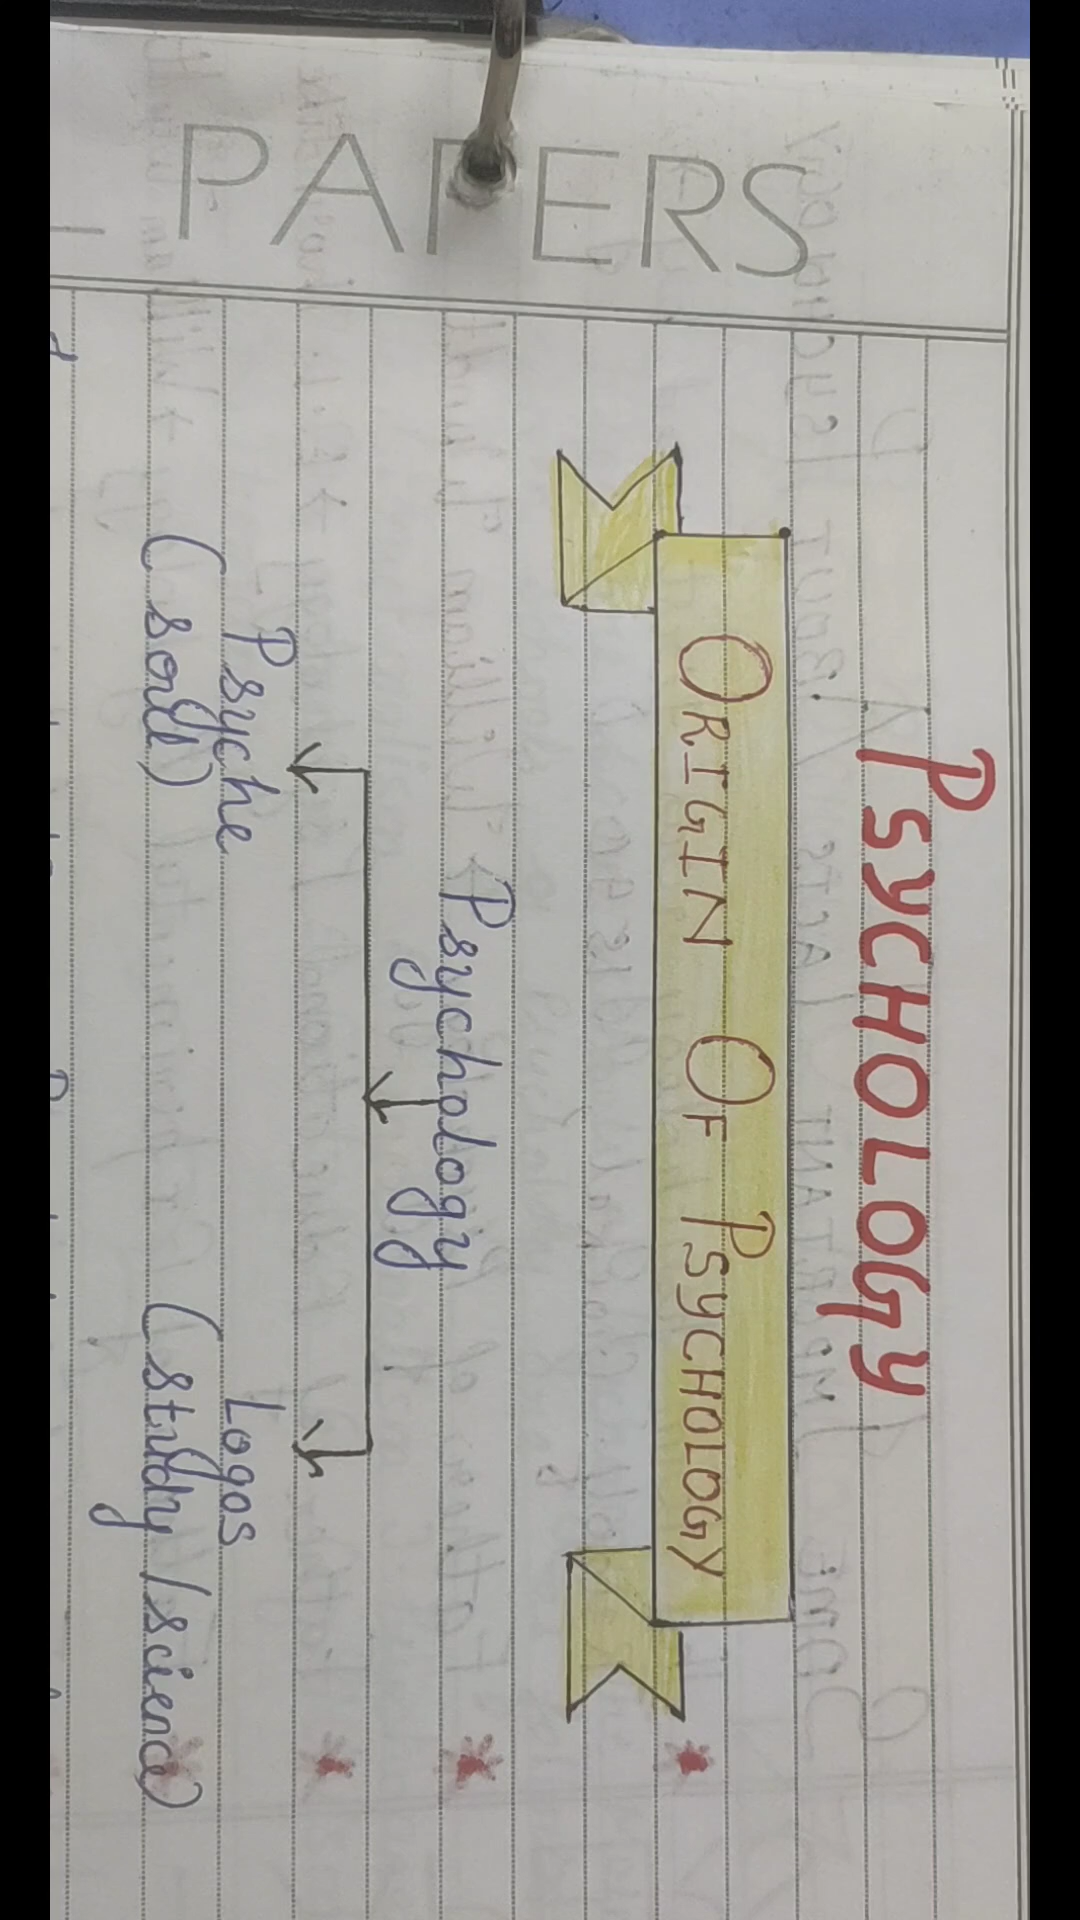 PAPERS
PSYCHOLOGY
ORIGIN OF PSYCHOLOGY
Psychology
Psyche Logos
(soul) (study/science)